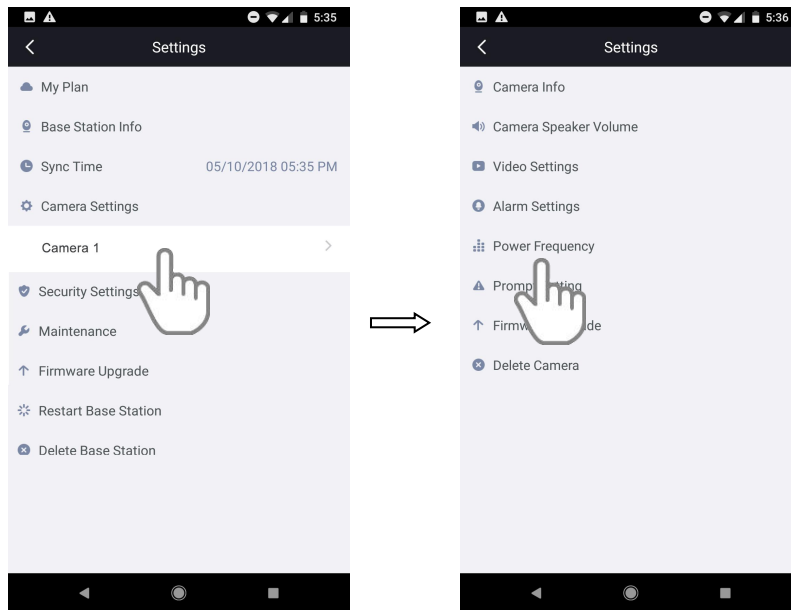 5:35
Settings
My Plan
Base Station Info
Sync Time 05/10/2018 05:35 PM
Camera Settings
Camera 1
Security Settings
Maintenance
Firmware Upgrade
Restart Base Station
Delete Base Station
5:36
Settings
Camera Info
Camera Speaker Volume
Video Settings
Alarm Settings
Power Frequency
Delete Camera